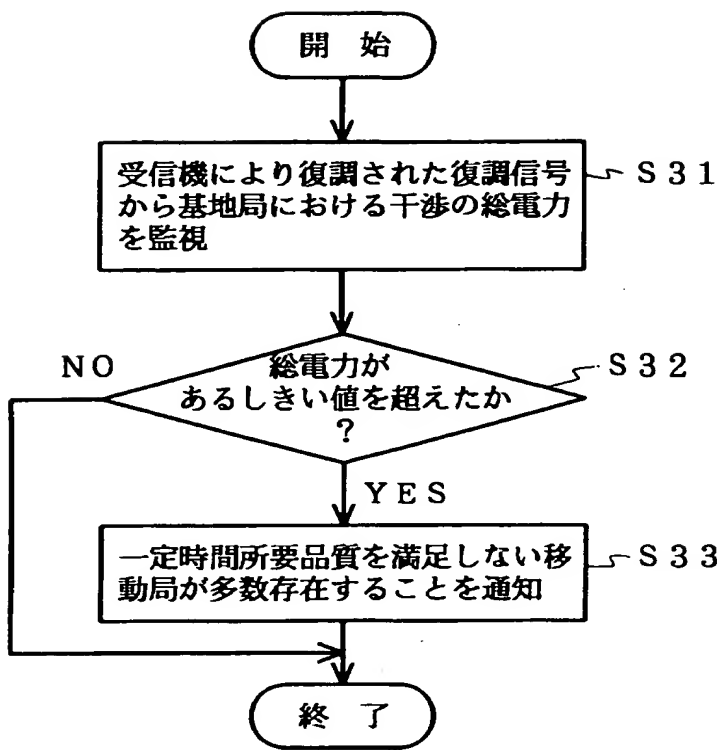 開 始
受信機により復調された復調信号
から基地局における干渉の総電力
を監視
S31
総電力が
あるしきい値を超えたか
?
S32
NO
YES
一定時間所要品質を満足しない移
動局が多数存在することを通知
S33
終 了